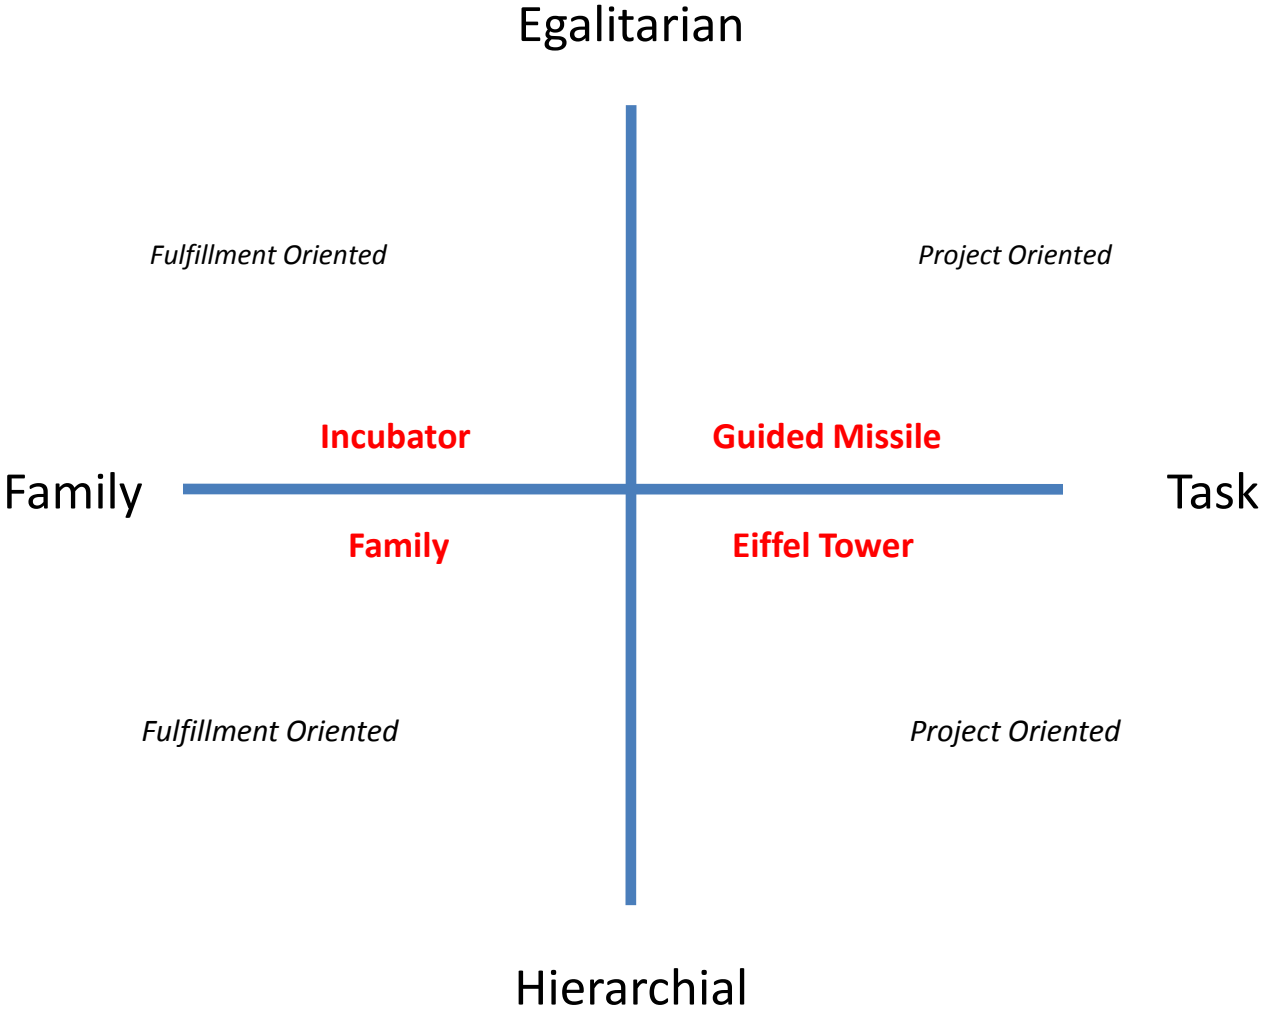 Egalitarian
Fulfillment Oriented
Project Oriented
Incubator
Guided Missile
Family
Task
Family
Eiffel Tower
Fulfillment Oriented
Project Oriented
Hierarchial